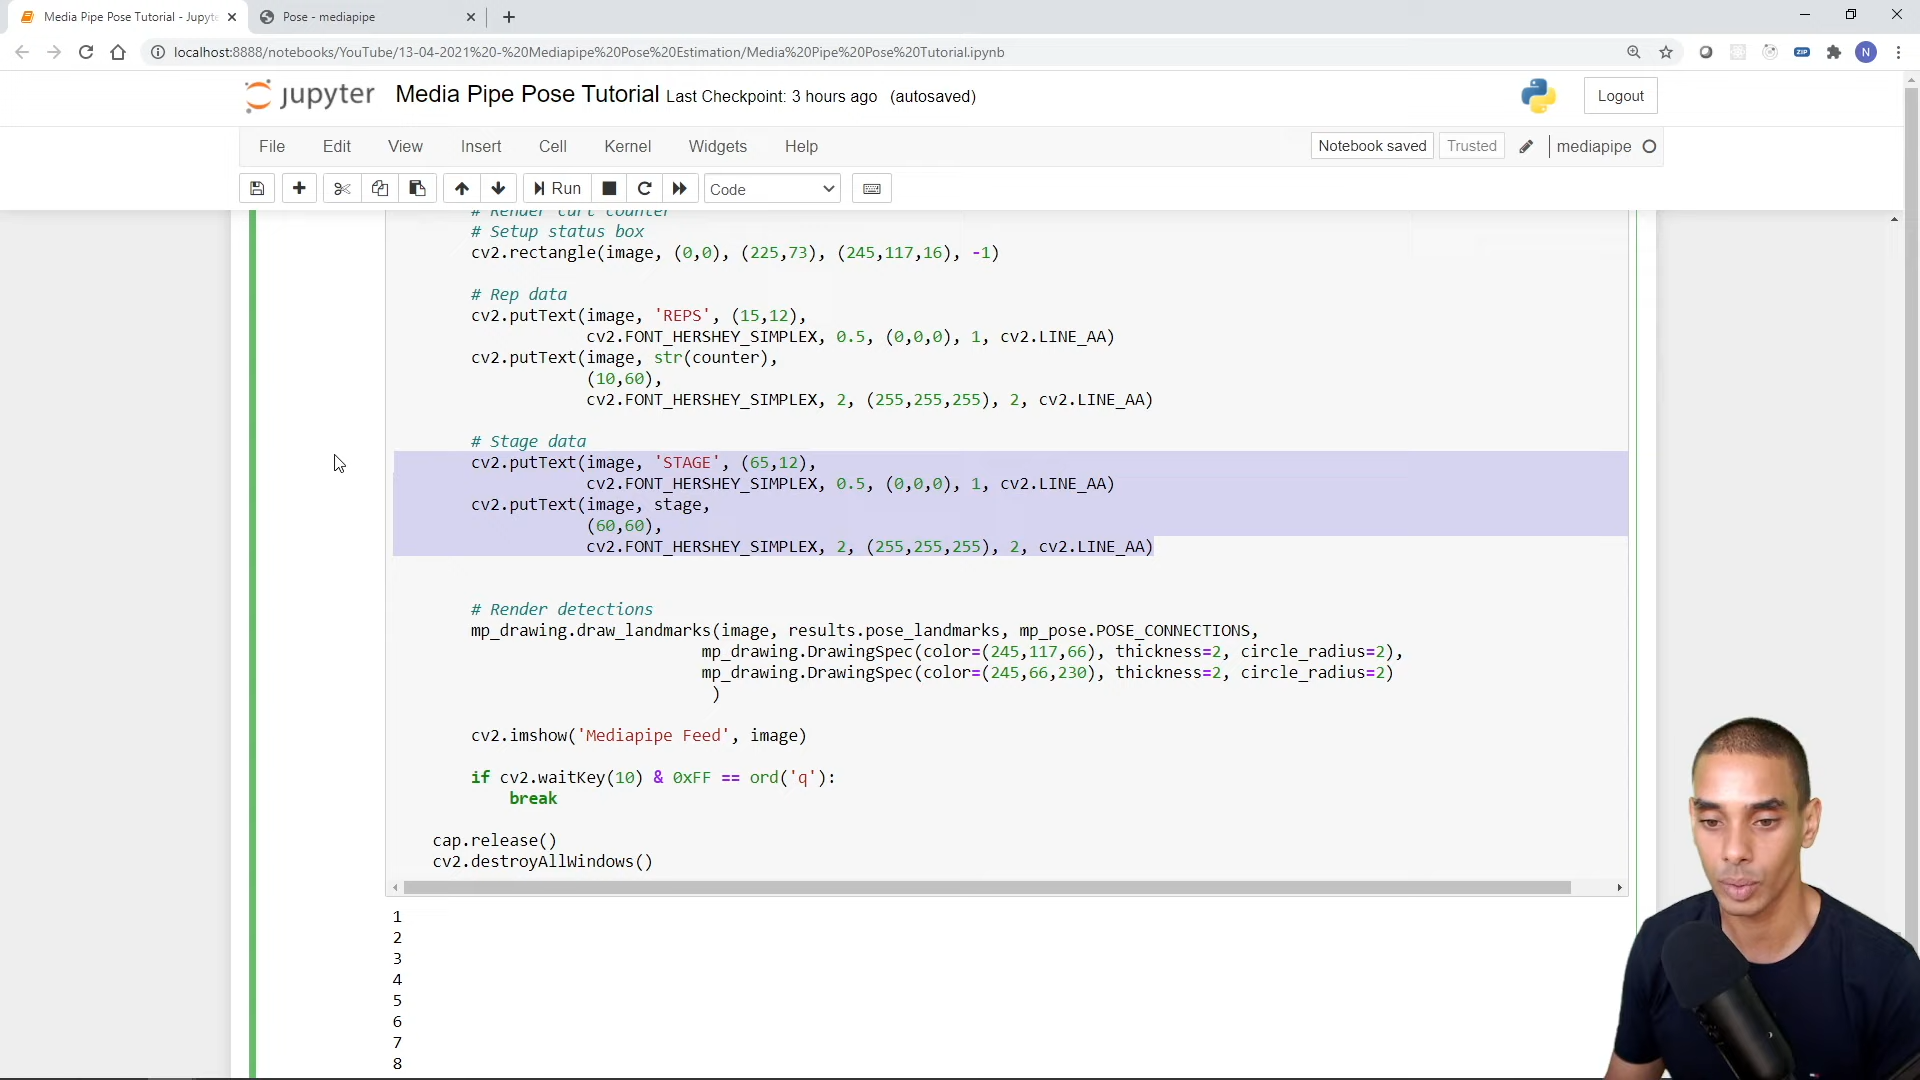 Media Pipe Pose Tutorial - Jupyte
Pose - mediapipe
localhost:8888/notebooks/YouTube/13-04-2021%20-%20Mediapipe%20Pose%20Estimation/Media%20Pipe%20Pose%20Tutorial.ipynb
ZIP
N
jupyter Media Pipe Pose Tutorial Last Checkpoint: 3 hours ago (autosaved)
Logout
File Edit View Insert Cell Kernel Widgets Help
Notebook saved Trusted mediapipe
Run Code
# Render curl counter
# Setup status box
cv2.rectangle(image, (0,0), (225,73), (245,117,16), -1)
# Rep data
cv2.putText(image, 'REPS', (15,12),
cv2.FONT_HERSHEY_SIMPLEX, 0.5, (0,0,0), 1, cv2.LINE_AA)
cv2.putText(image, str(counter),
(10,60),
cv2.FONT_HERSHEY_SIMPLEX, 2, (255,255,255), 2, cv2.LINE_AA)
# Stage data
cv2.putText(image, 'STAGE', (65,12),
cv2.FONT_HERSHEY_SIMPLEX, 0.5, (0,0,0), 1, cv2.LINE_AA)
cv2.putText(image, stage,
(60,60),
cv2.FONT_HERSHEY_SIMPLEX, 2, (255,255,255), 2, cv2.LINE_AA)
# Render detections
mp_drawing.draw_landmarks(image, results.pose_landmarks, mp_pose.POSE_CONNECTIONS,
mp_drawing.DrawingSpec(color=(245,117,66), thickness=2, circle_radius=2),
mp_drawing.DrawingSpec(color=(245,66,230), thickness=2, circle_radius=2)
)
cv2.imshow('Mediapipe Feed', image)
if cv2.waitKey(10) & 0xFF == ord('q'):
break
cap.release()
cv2.destroyAllWindows()
1
2
3
4
5
6
7
8